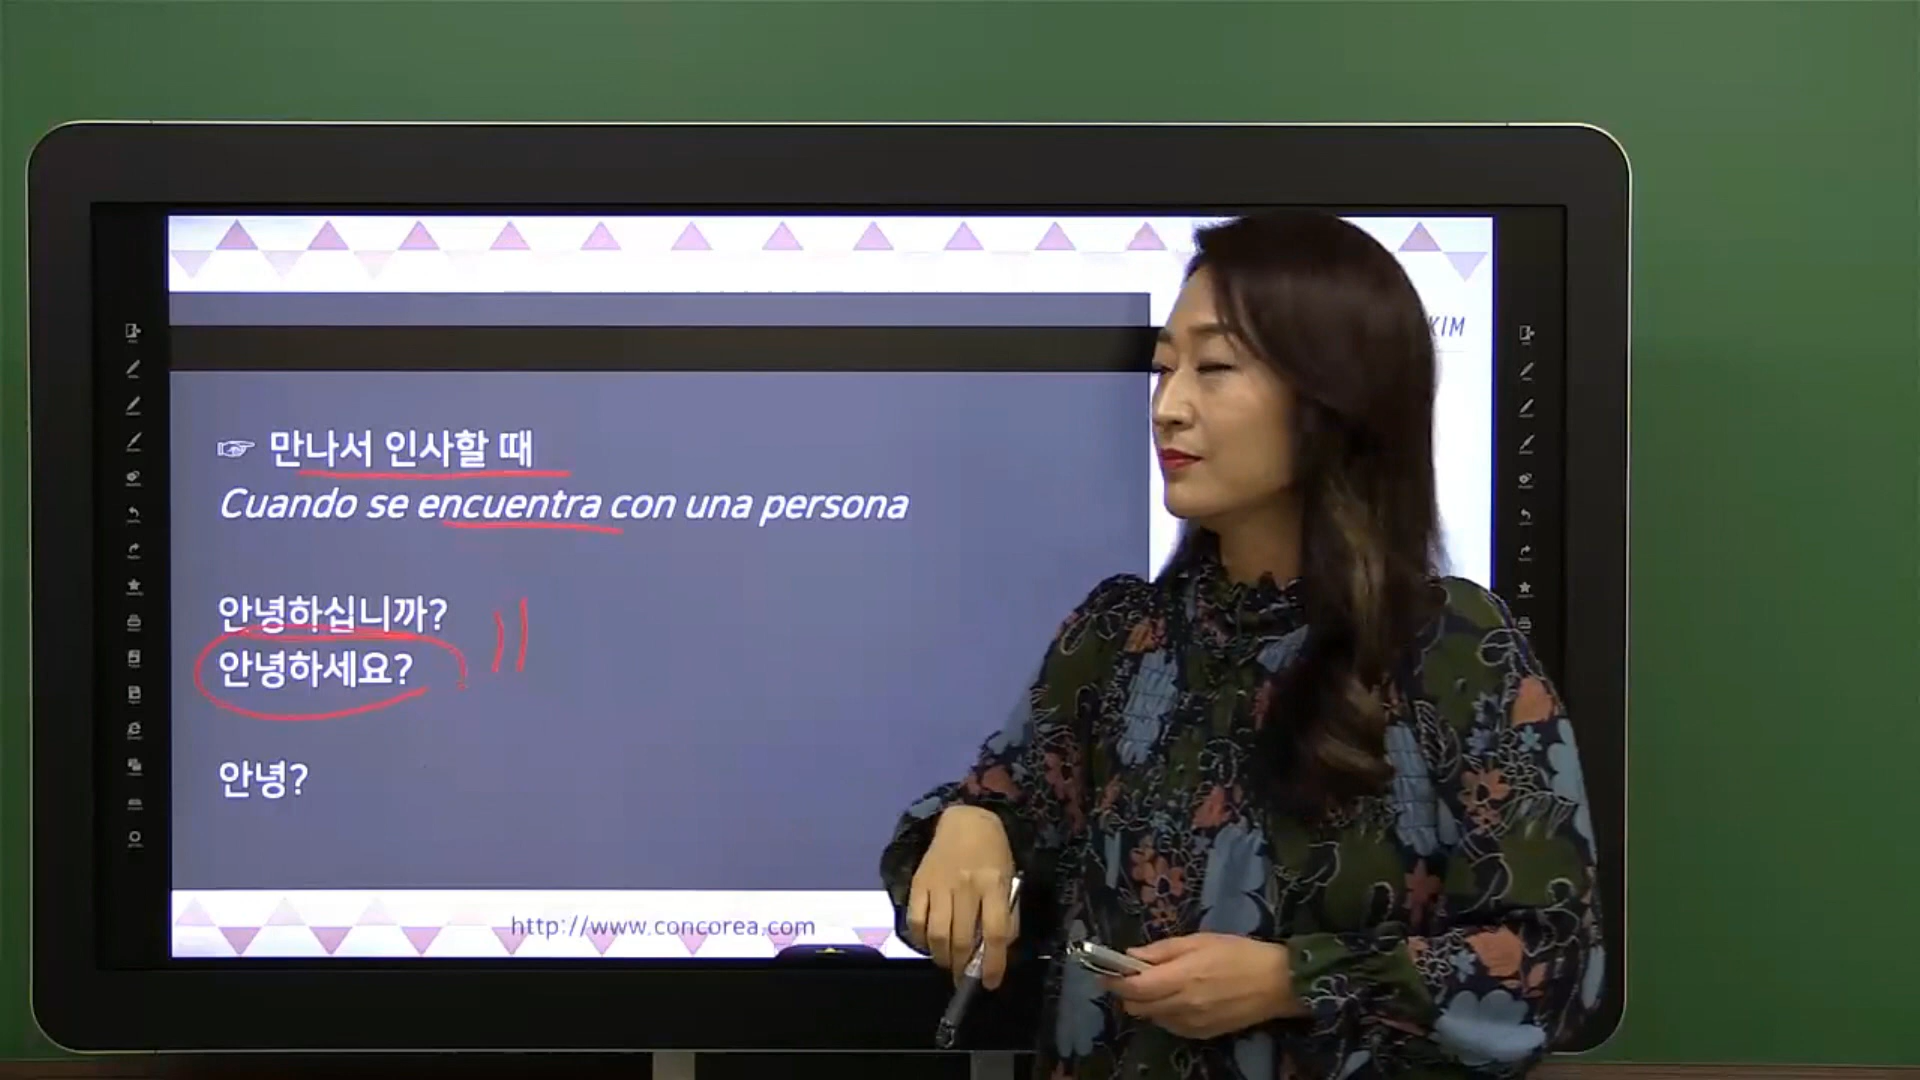 KIM
☞ 만나서 인사할 때
Cuando se encuentra con una persona
안녕하십니까?
안녕하세요?
안녕?
http://www.concorea.com